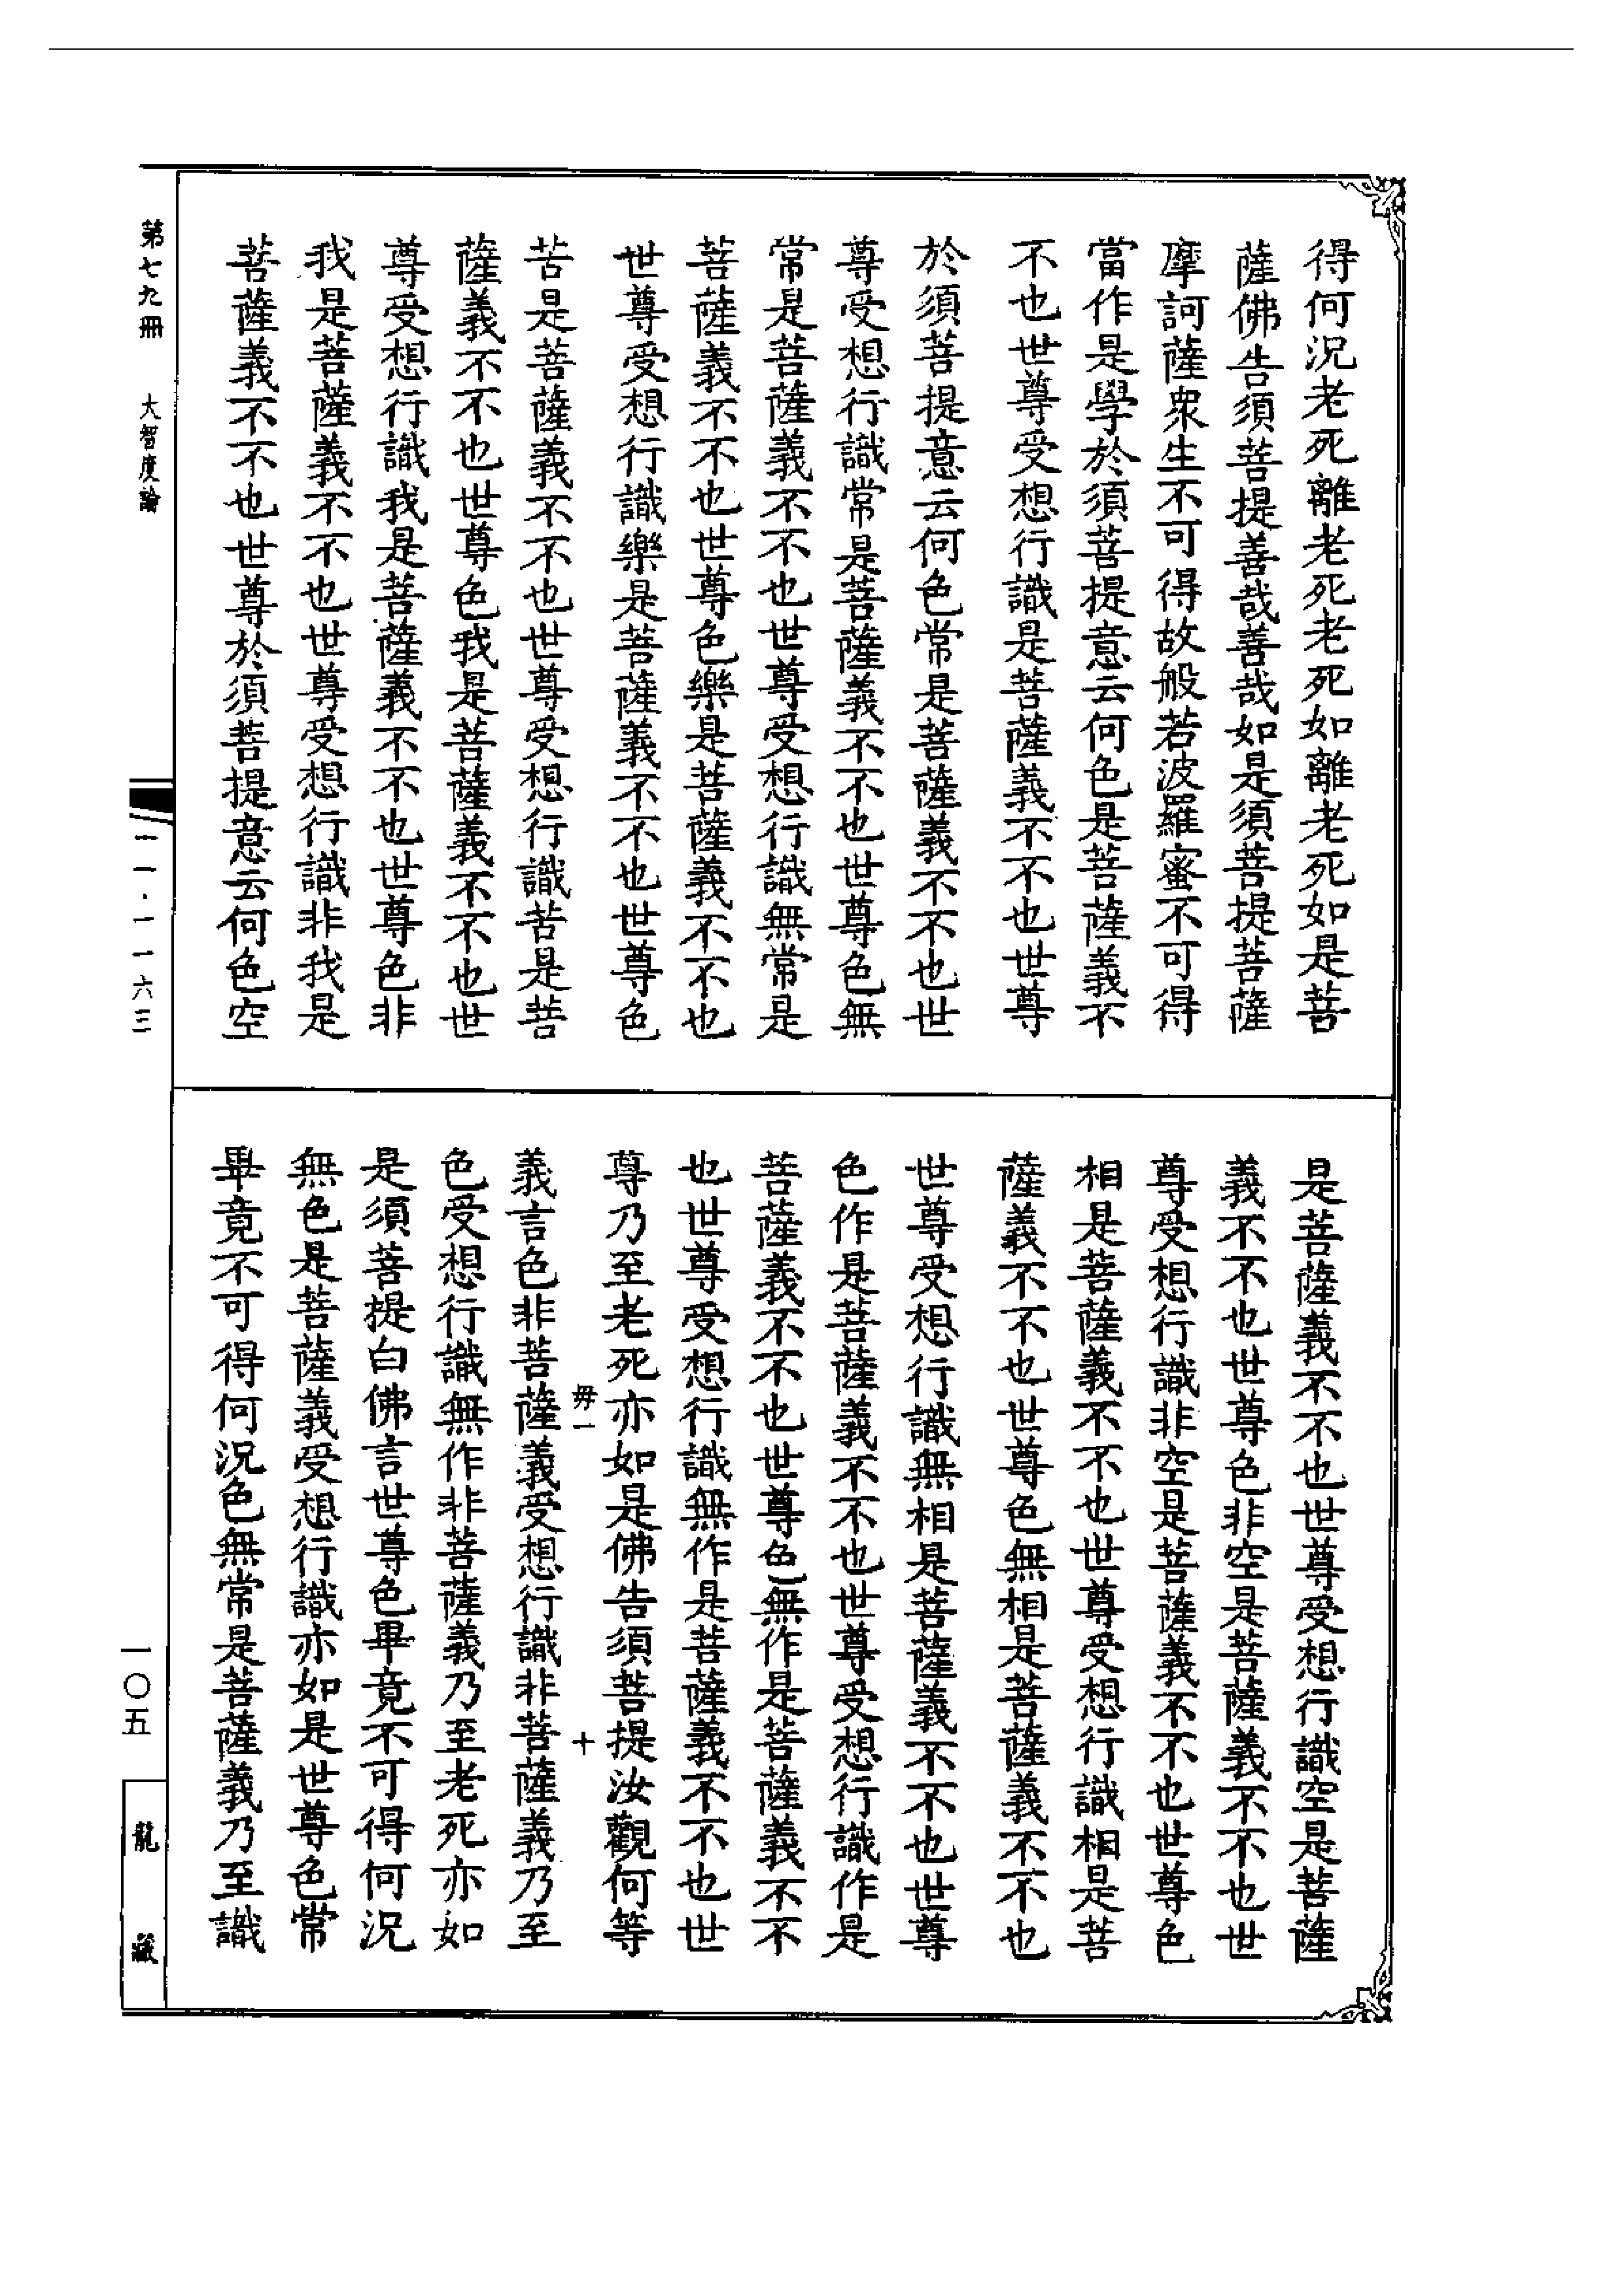 得何況老死離老死老死如離老死如是菩
薩佛告須菩提善哉善哉如是須菩提菩薩
摩訶薩衆生不可得故般若波羅蜜不可得
當作是學於須菩提意云何色是菩薩義不
不也世尊受想行識是菩薩義不不也世尊
於須菩提意云何色常是菩薩義不不也世
尊受想行識常是菩薩義不不也世尊色無
常是菩薩義不不也世尊受想行識無常是
菩薩義不不也世尊色樂是菩薩義不不也
世尊受想行識樂是菩薩義不不也世尊色
苦是菩薩義不不也世尊受想行識苦是菩
薩義不不也世尊色我是菩薩義不不也世
尊受想行識我是菩薩義不不也世尊色非
我是菩薩義不不也世尊受想行識非我是
菩薩義不不也世尊於須菩提意云何色空
是菩薩義不不也世尊受想行識空是菩薩
義不不也世尊色非空是菩薩義不不也世
尊受想行識非空是菩薩義不不也世尊色
相是菩薩義不不也世尊受想行識相是菩
薩義不不也世尊色無相是菩薩義不不也
世尊受想行識無相是菩薩義不不也世尊
色作是菩薩義不不也世尊受想行識作是
菩薩義不不也世尊色無作是菩薩義不不
也世尊受想行識無作是菩薩義不不也世
尊乃至老死亦如是佛告須菩提汝觀何等
毋一 十
義言色非菩薩義受想行識非菩薩義乃至
色受想行識無作非菩薩義乃至老死亦如
是須菩提白佛言世尊色畢竟不可得何況
無色是菩薩義受想行識亦如是世尊色常
畢竟不可得何況色無常是菩薩義乃至識
第七九冊 大智度論
一一·一一六三
一〇五
龍藏